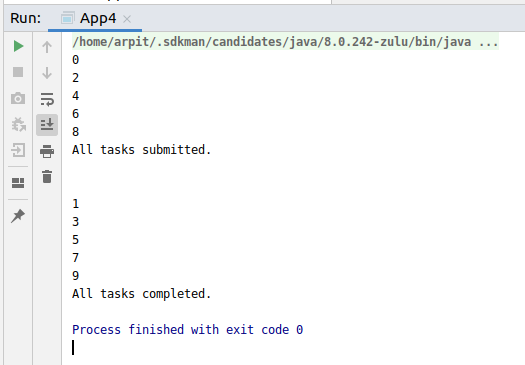 Run: App4
/home/arpit/.sdkman/candidates/java/8.0.242-zulu/bin/java ...
0
2
4
6
8
All tasks submitted.
1
3
5
7
9
All tasks completed.
Process finished with exit code 0